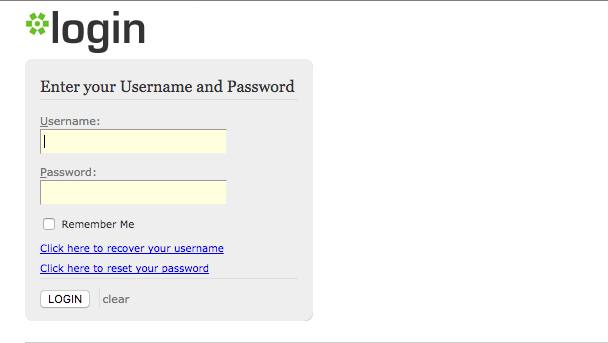 login
Enter your Username and Password
Username:
Password:
Remember Me
Click here to recover your username
Click here to reset your password
LOGIN clear